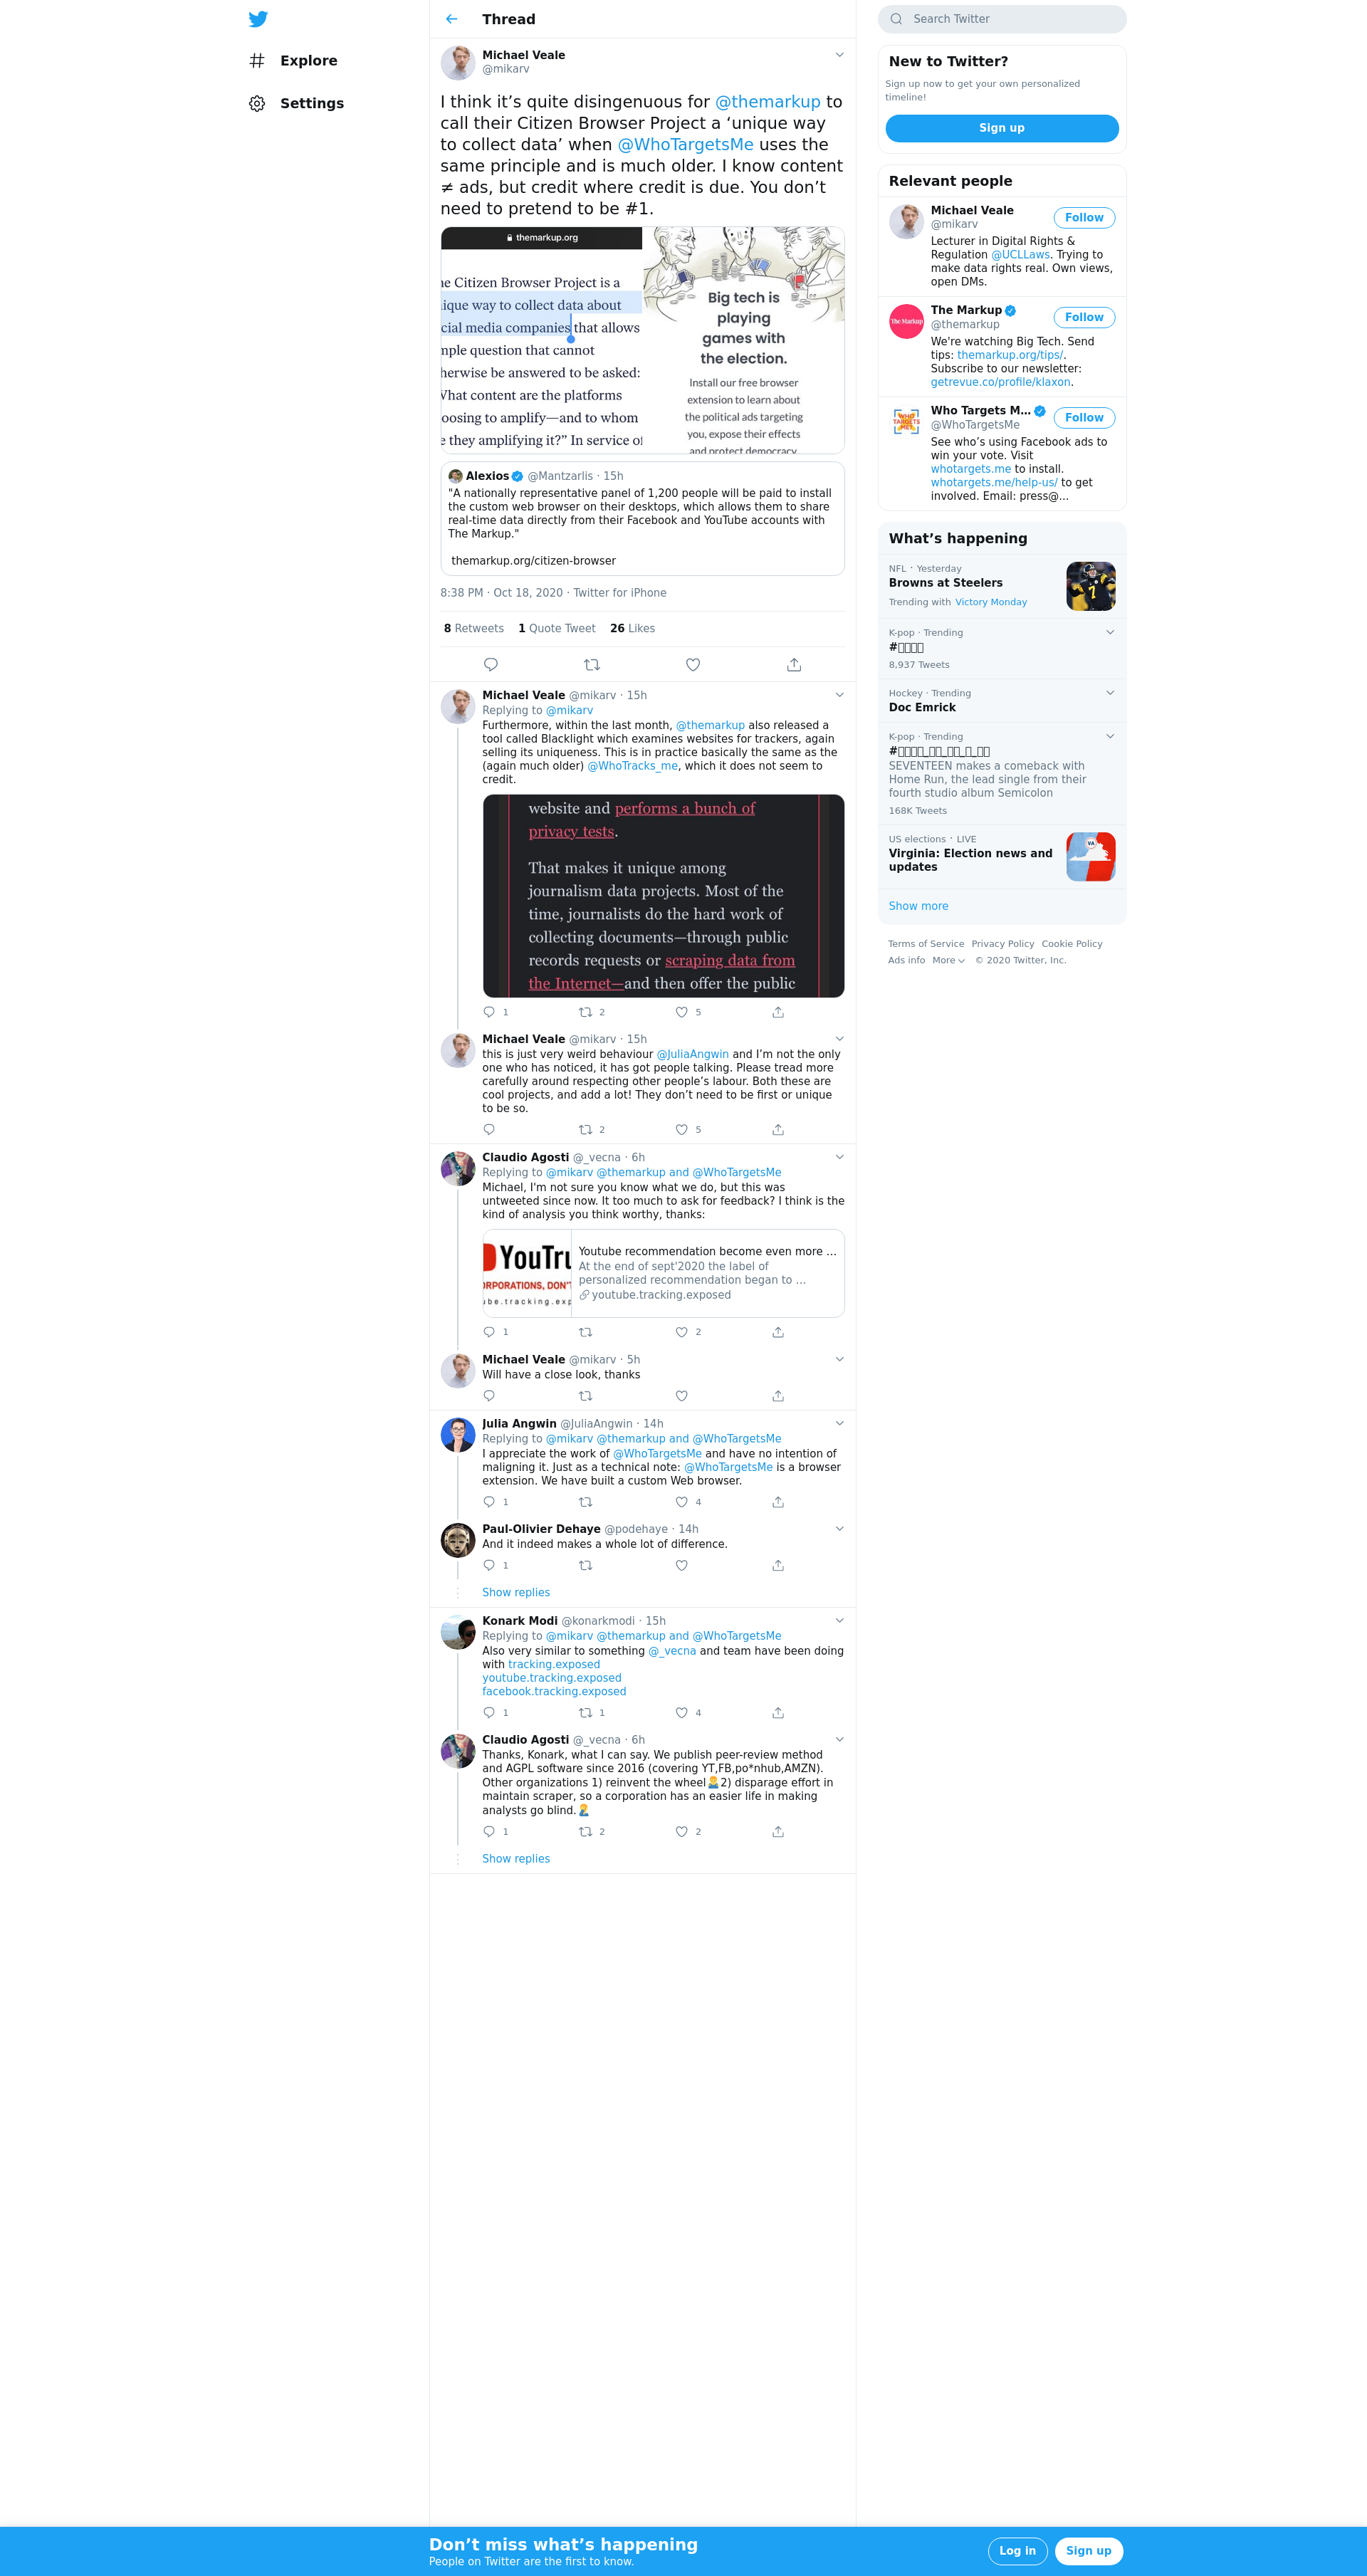 Explore
Settings
Thread
Michael Veale
@mikarv
I think it’s quite disingenuous for @themarkup to
call their Citizen Browser Project a ‘unique way
to collect data’ when @WhoTargetsMe uses the
same principle and is much older. I know content
≠ ads, but credit where credit is due. You don’t
need to pretend to be #1.
themarkup.org
Citizen Browser Project is a
way to collect data about
media companies that allows
question that cannot
be answered to be asked:
What content are the platforms
to amplify—and to whom
they amplifying it?” In service of
Big tech is
playing
games with
the election.
Install our free browser
extension to learn about
the political ads targeting
you, expose their effects
and protect democracy
Alexios @Mantzarlis · 15h
"A nationally representative panel of 1,200 people will be paid to install
the custom web browser on their desktops, which allows them to share
real-time data directly from their Facebook and YouTube accounts with
The Markup."
themarkup.org/citizen-browser
8:38 PM · Oct 18, 2020 · Twitter for iPhone
8 Retweets 1 Quote Tweet 26 Likes
Michael Veale @mikarv · 15h
Replying to @mikarv
Furthermore, within the last month, @themarkup also released a
tool called Blacklight which examines websites for trackers, again
selling its uniqueness. This is in practice basically the same as the
(again much older) @WhoTracks_me, which it does not seem to
credit.
website and performs a bunch of
privacy tests.
That makes it unique among
journalism data projects. Most of the
time, journalists do the hard work of
collecting documents—through public
records requests or scraping data from
the Internet—and then offer the public
1 2 5
Michael Veale @mikarv · 15h
this is just very weird behaviour @JuliaAngwin and I’m not the only
one who has noticed, it has got people talking. Please tread more
carefully around respecting other people’s labour. Both these are
cool projects, and add a lot! They don’t need to be first or unique
to be so.
2 5
Claudio Agosti @_vecna · 6h
Replying to @mikarv @themarkup and @WhoTargetsMe
Michael, I'm not sure you know what we do, but this was
untweeted since now. It too much to ask for feedback? I think is the
kind of analysis you think worthy, thanks:
Youtube recommendation become even more …
At the end of sept'2020 the label of
personalized recommendation began to …
youtube.tracking.exposed
1 2
Michael Veale @mikarv · 5h
Will have a close look, thanks
Julia Angwin @JuliaAngwin · 14h
Replying to @mikarv @themarkup and @WhoTargetsMe
I appreciate the work of @WhoTargetsMe and have no intention of
maligning it. Just as a technical note: @WhoTargetsMe is a browser
extension. We have built a custom Web browser.
1 4
Paul-Olivier Dehaye @podehaye · 14h
And it indeed makes a whole lot of difference.
1
Show replies
Konark Modi @konarkmodi · 15h
Replying to @mikarv @themarkup and @WhoTargetsMe
Also very similar to something @_vecna and team have been doing
with tracking.exposed
youtube.tracking.exposed
facebook.tracking.exposed
1 1 4
Claudio Agosti @_vecna · 6h
Thanks, Konark, what I can say. We publish peer-review method
and AGPL software since 2016 (covering YT,FB,po*nhub,AMZN).
Other organizations 1) reinvent the wheel 2) disparage effort in
maintain scraper, so a corporation has an easier life in making
analysts go blind.
1 2 2
Show replies
Search Twitter
New to Twitter?
Sign up now to get your own personalized
timeline!
Sign up
Relevant people
Michael Veale
@mikarv
Follow
Lecturer in Digital Rights &
Regulation @UCLLaws. Trying to
make data rights real. Own views,
open DMs.
The Markup
The Markup
@themarkup
Follow
We're watching Big Tech. Send
tips: themarkup.org/tips/.
Subscribe to our newsletter:
getrevue.co/profile/klaxon.
WHO
TARGETS
ME?
Who Targets M...
@WhoTargetsMe
Follow
See who’s using Facebook ads to
win your vote. Visit
whotargets.me to install.
whotargets.me/help-us/ to get
involved. Email: press@...
What’s happening
NFL · Yesterday
Browns at Steelers
Trending with Victory Monday
K-pop · Trending
8,937 Tweets
Hockey · Trending
Doc Emrick
K-pop · Trending
SEVENTEEN makes a comeback with
Home Run, the lead single from their
fourth studio album Semicolon
168K Tweets
US elections · LIVE
Virginia: Election news and
updates
VA
Show more
Terms of Service Privacy Policy Cookie Policy
Ads info More © 2020 Twitter, Inc.
Don’t miss what’s happening
People on Twitter are the first to know.
Log in
Sign up